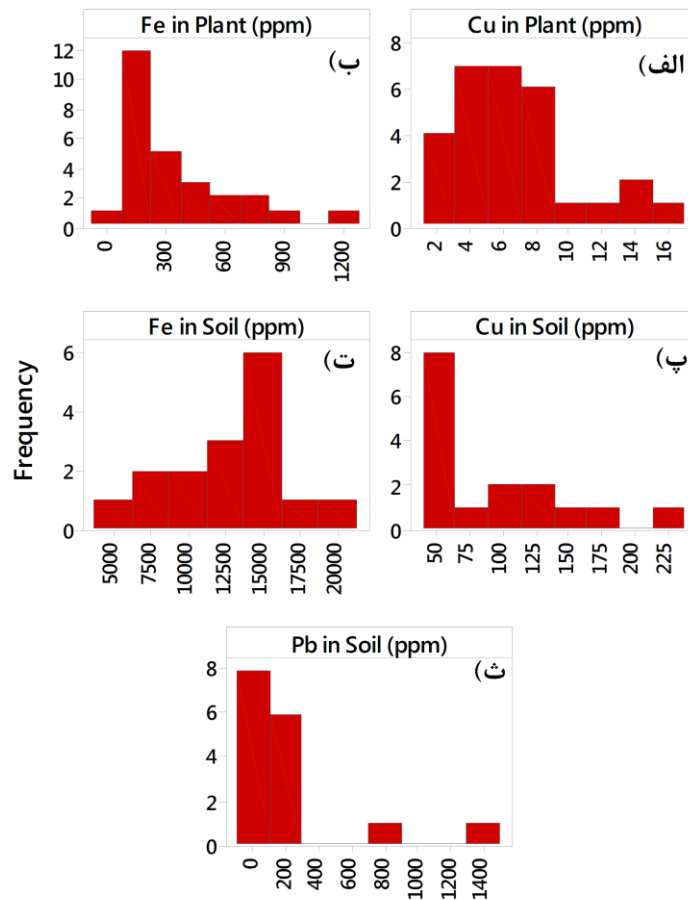 Fe in Plant (ppm)
ب)
12
10
8
6
4
2
0
0 300 600 900 1200
Cu in Plant (ppm)
الف)
8
6
4
2
0
2 4 6 8 10 12 14 16
Fe in Soil (ppm)
ت)
6
4
2
0
5000 7500 10000 12500 15000 17500 20000
Cu in Soil (ppm)
پ)
8
6
4
2
0
50 75 100 125 150 175 200 225
Frequency
Pb in Soil (ppm)
ث)
8
6
4
2
0
0 200 400 600 800 1000 1200 1400